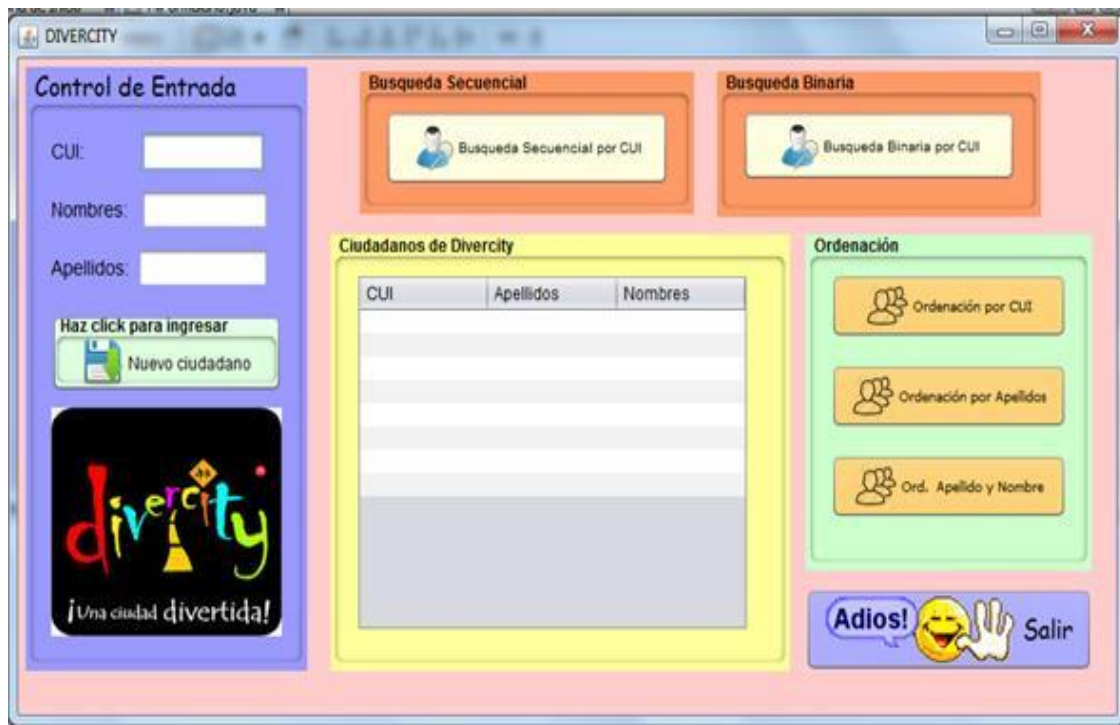 DIVERCITY
Control de Entrada
CUI:
Nombres:
Apellidos:
Haz click para ingresar
Nuevo ciudadano
divercity
¡Una ciudad divertida!
Busqueda Secuencial
Busqueda Secuencial por CUI
Busqueda Binaria
Busqueda Binaria por CUI
Ciudadanos de Divercity
CUI Apellidos Nombres
Ordenación
Ordenación por CUI
Ordenación por Apellidos
Ord. Apellido y Nombre
Adios! Salir